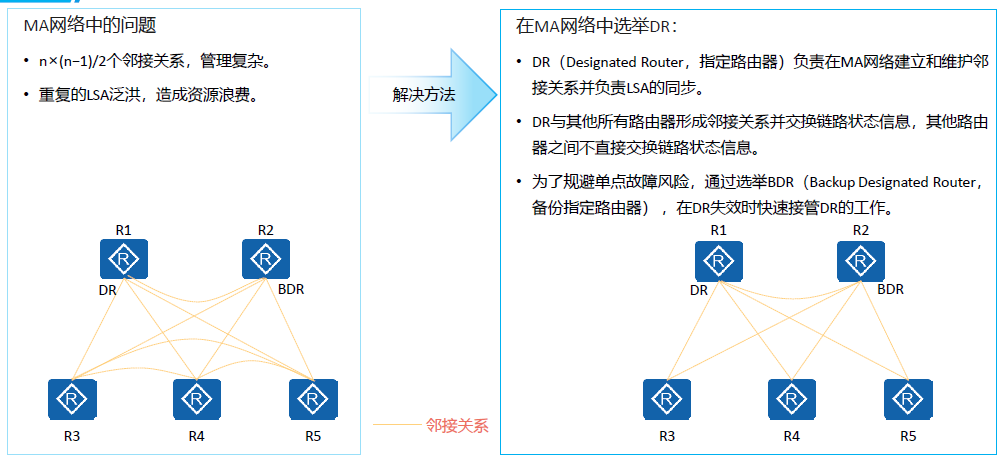 MA网络中的问题
• n×(n−1)/2个邻接关系，管理复杂。
• 重复的LSA泛洪，造成资源浪费。
R1
R2
R
R
DR
BDR
R
R
R
R3
R4
R5
解决方法
邻接关系
在MA网络中选举DR：
• DR（Designated Router，指定路由器）负责在MA网络建立和维护邻
接关系并负责LSA的同步。
• DR与其他所有路由器形成邻接关系并交换链路状态信息，其他路由
器之间不直接交换链路状态信息。
• 为了规避单点故障风险，通过选举BDR（Backup Designated Router，
备份指定路由器），在DR失效时快速接管DR的工作。
R1
R2
R
R
DR
BDR
R
R
R
R3
R4
R5